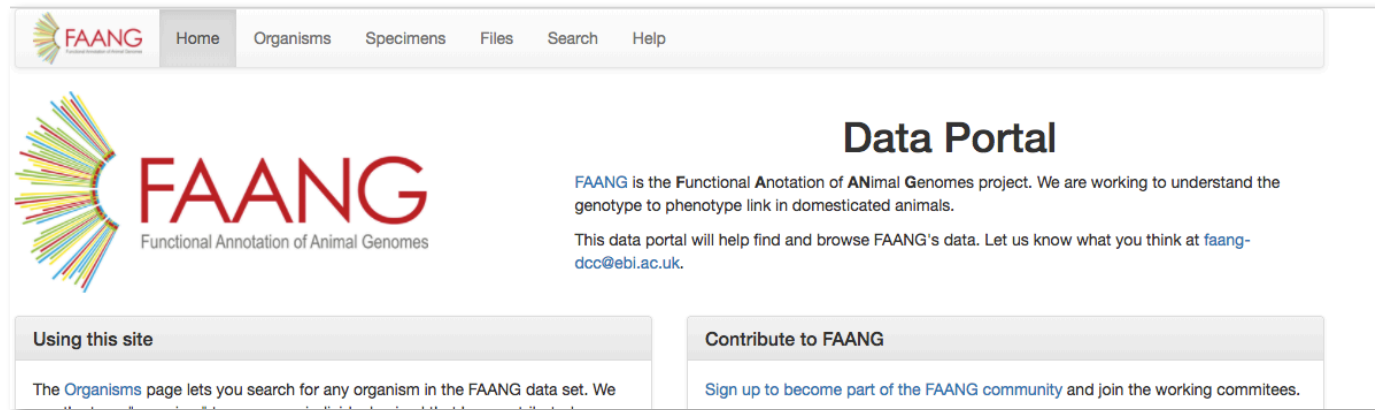 FAANG Home Organisms Specimens Files Search Help
Functional Annotation of Animal Genomes
FAANG
Functional Annotation of Animal Genomes
Data Portal
FAANG is the Functional Anotation of ANimal Genomes project. We are working to understand the
genotype to phenotype link in domesticated animals.
This data portal will help find and browse FAANG's data. Let us know what you think at faang-
dcc@ebi.ac.uk.
Using this site
The Organisms page lets you search for any organism in the FAANG data set. We
Contribute to FAANG
Sign up to become part of the FAANG community and join the working commitees.